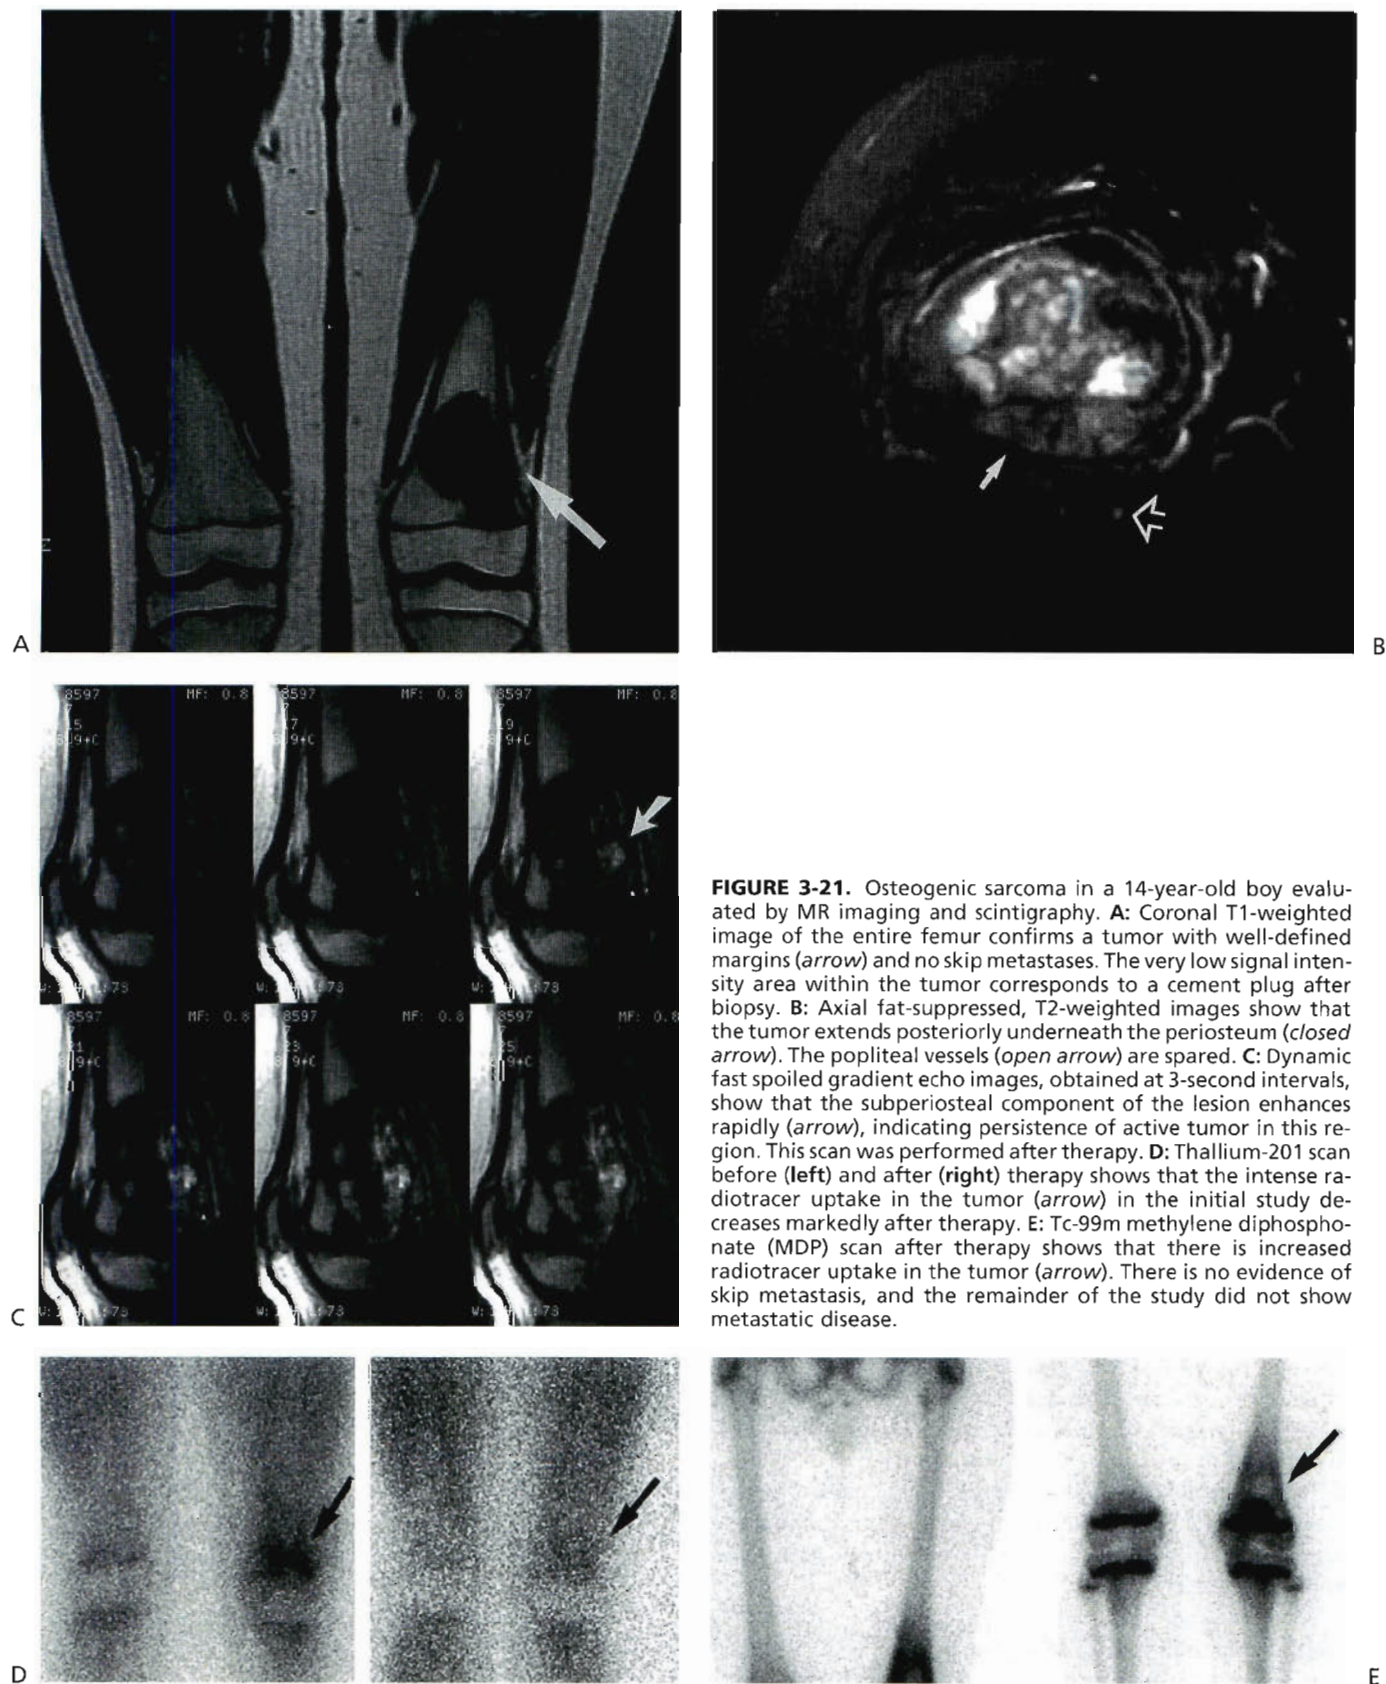 A
B
8597 MF: 0.8 8597 MF: 0.8 8597 MF: 0.8
9+C 9+C 9+C
8597 MF: 0.8 8597 MF: 0.8 8597 MF: 0.8
9+C 9+C 9+C
C
FIGURE 3-21. Osteogenic sarcoma in a 14-year-old boy evalu-
ated by MR imaging and scintigraphy. A: Coronal T1-weighted
image of the entire femur confirms a tumor with well-defined
margins (arrow) and no skip metastases. The very low signal inten-
sity area within the tumor corresponds to a cement plug after
biopsy. B: Axial fat-suppressed, T2-weighted images show that
the tumor extends posteriorly underneath the periosteum (closed
arrow). The popliteal vessels (open arrow) are spared. C: Dynamic
fast spoiled gradient echo images, obtained at 3-second intervals,
show that the subperiosteal component of the lesion enhances
rapidly (arrow), indicating persistence of active tumor in this re-
gion. This scan was performed after therapy. D: Thallium-201 scan
before (left) and after (right) therapy shows that the intense ra-
diotracer uptake in the tumor (arrow) in the initial study de-
creases markedly after therapy. E: Tc-99m methylene diphospho-
nate (MDP) scan after therapy shows that there is increased
radiotracer uptake in the tumor (arrow). There is no evidence of
skip metastasis, and the remainder of the study did not show
metastatic disease.
D
E